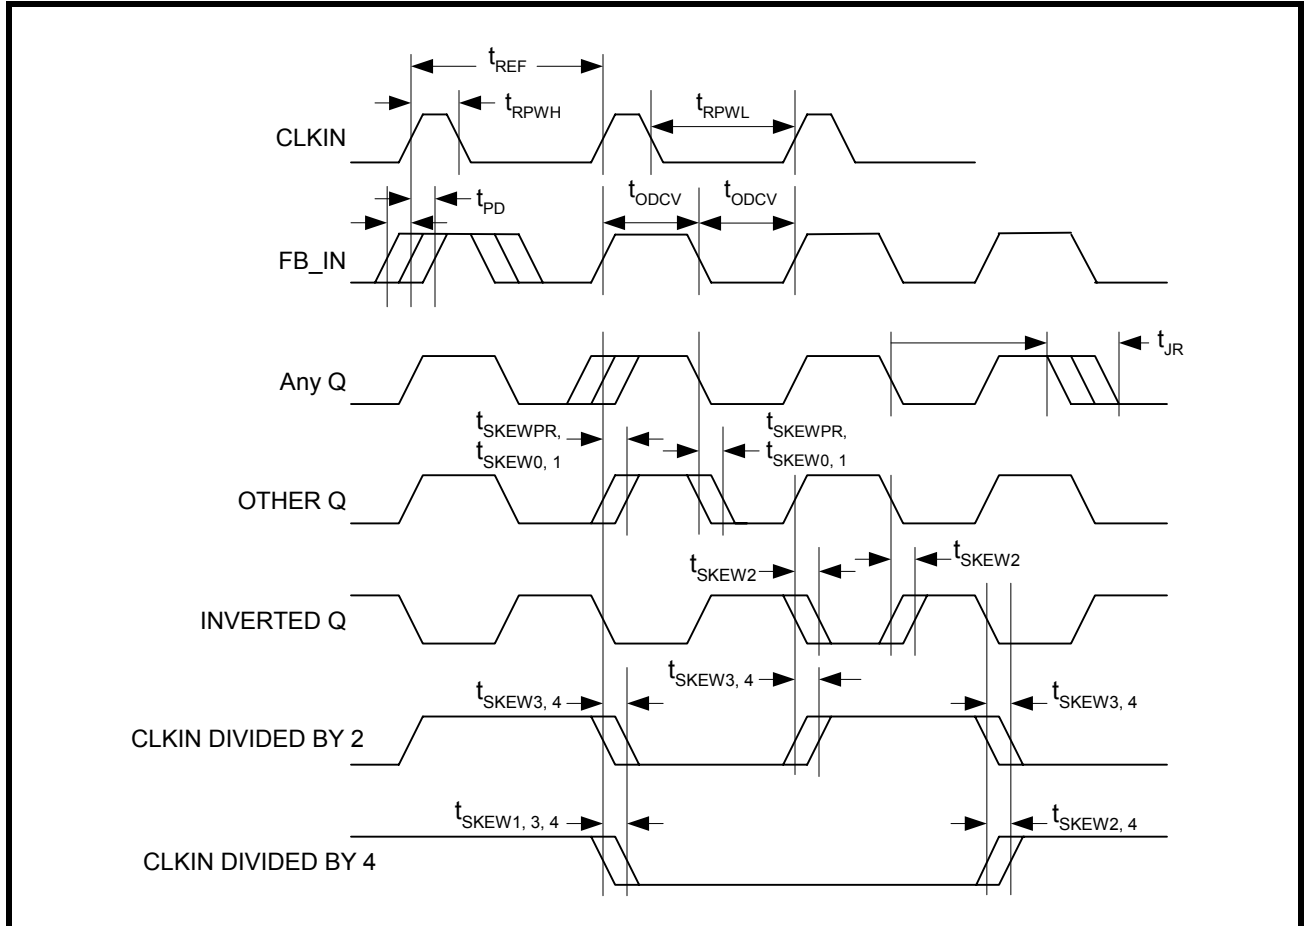 tREF
tRPWH
tRPWL
CLKIN
tPD
tODCV
tODCV
FB_IN
tJR
Any Q
tSKEWPR,
tSKEW0, 1
tSKEWPR,
tSKEW0, 1
OTHER Q
tSKEW2
tSKEW2
INVERTED Q
tSKEW3, 4
tSKEW3, 4
tSKEW3, 4
CLKIN DIVIDED BY 2
tSKEW1, 3, 4
tSKEW2, 4
CLKIN DIVIDED BY 4